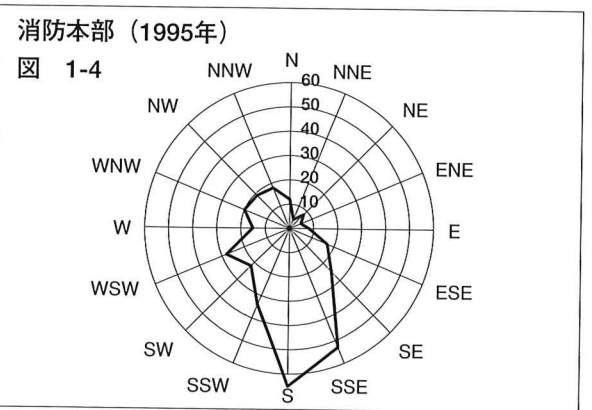 消防本部（1995年）
図 1-4
N
NNW
NNE
60
50
NW
NE
40
30
WNW
ENE
20
10
W
E
WSW
ESE
SW
SE
SSW
SSE
S